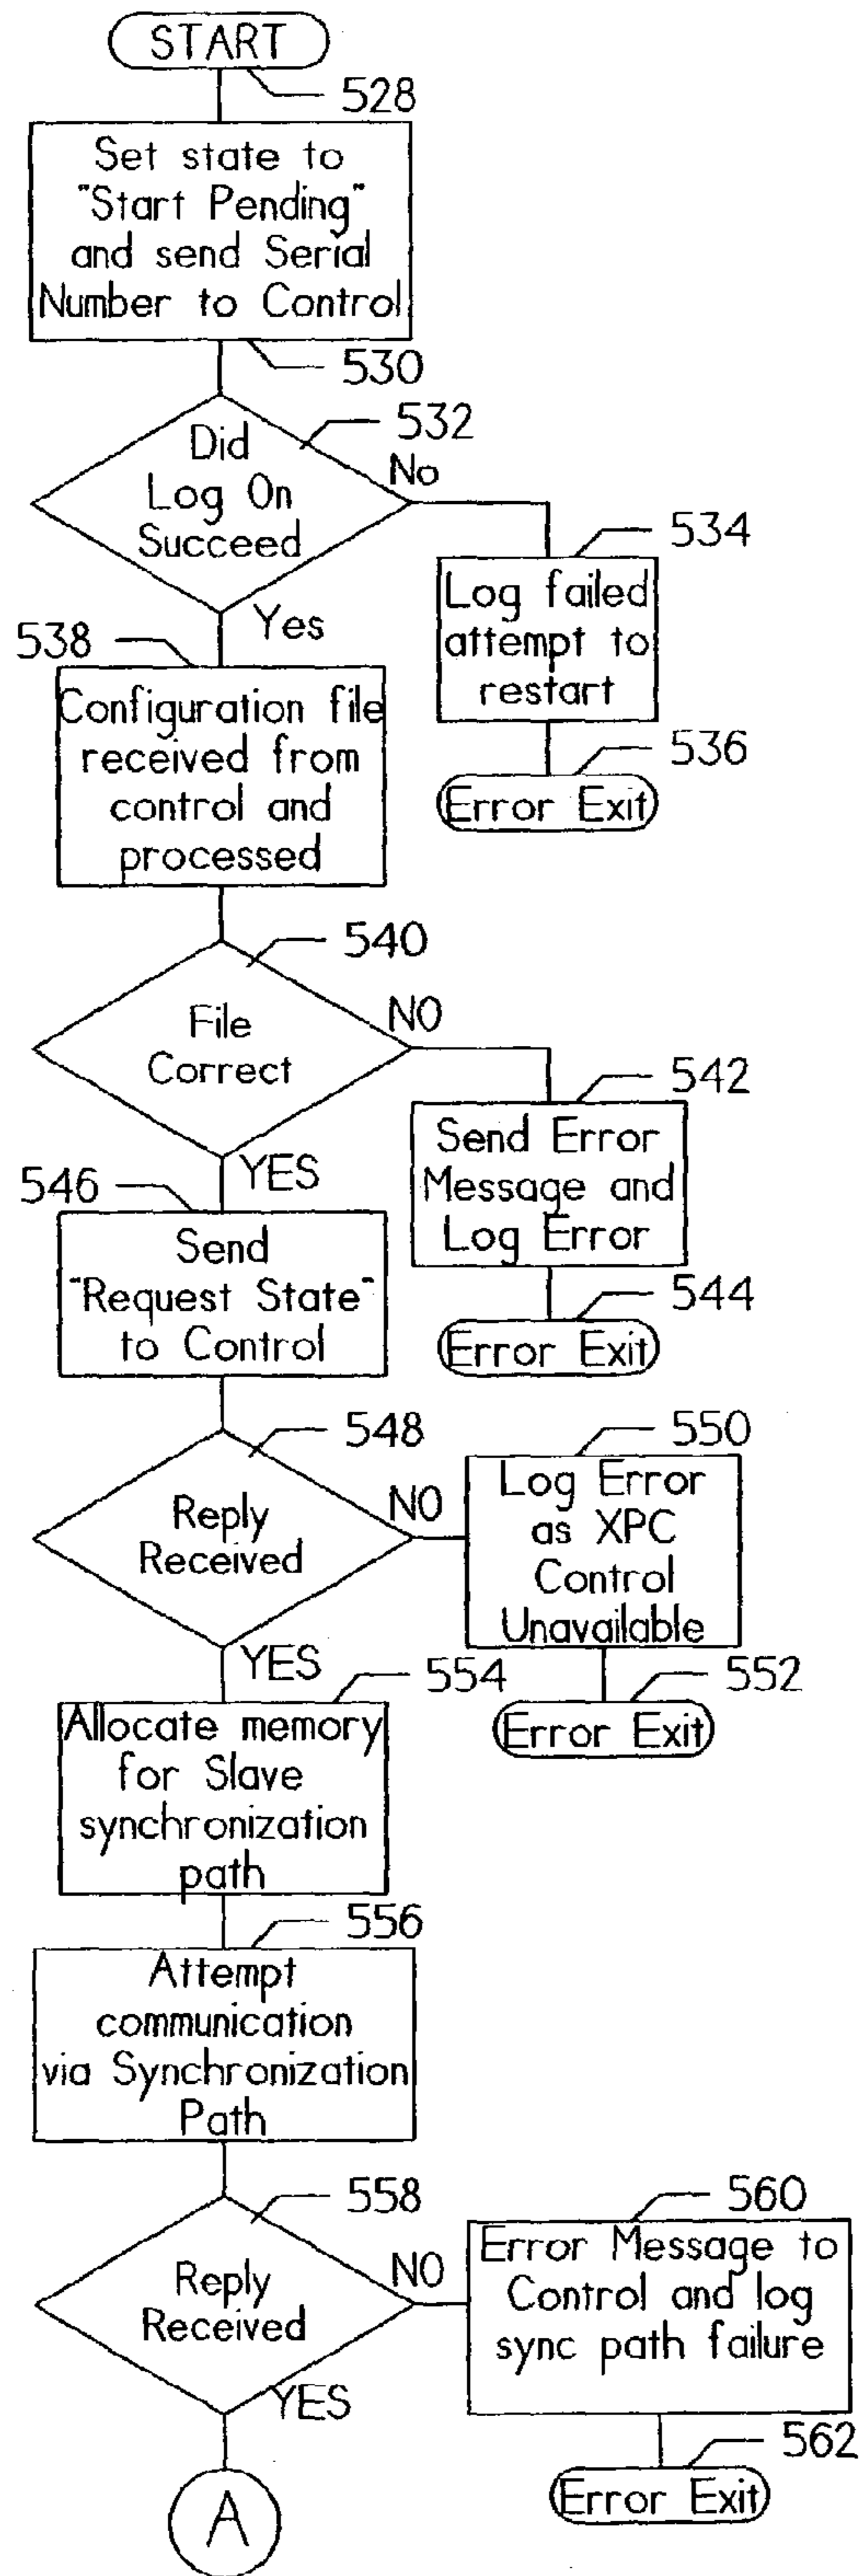 START
528
Set state to
"Start Pending"
and send Serial
Number to Control
530
532
Did
Log On
Succeed
No
Yes
534
Log failed
attempt to
restart
536
Error Exit
538
Configuration file
received from
control and
processed
540
File
Correct
NO
YES
542
Send Error
Message and
Log Error
544
Error Exit
546
Send
"Request State"
to Control
548
Reply
Received
NO
YES
550
Log Error
as XPC
Control
Unavailable
552
Error Exit
554
Allocate memory
for Slave
synchronization
path
556
Attempt
communication
via Synchronization
Path
558
Reply
Received
NO
YES
560
Error Message to
Control and log
sync path failure
562
Error Exit
A